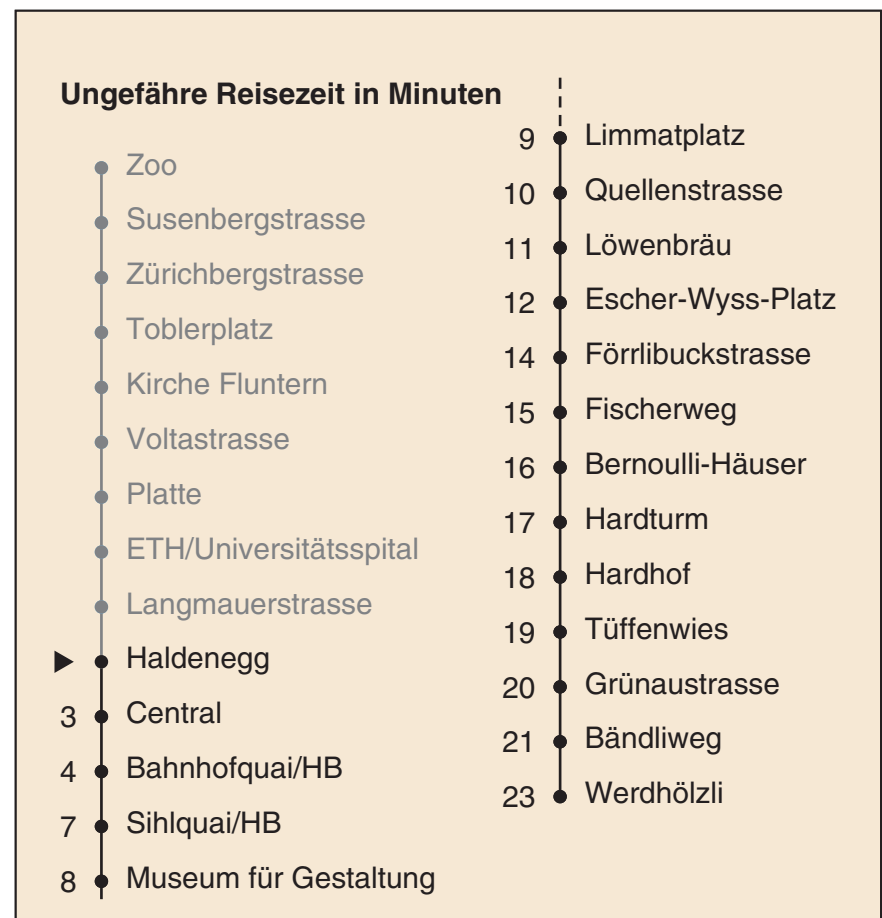 Ungefähre Reisezeit in Minuten
Zoo
Susenbergstrasse
Zürichbergstrasse
Toblerplatz
Kirche Fluntern
Voltastrasse
Platte
ETH/Universitätsspital
Langmauerstrasse
Haldenegg
3 Central
4 Bahnhofquai/HB
7 Sihlquai/HB
8 Museum für Gestaltung
9 Limmatplatz
10 Quellenstrasse
11 Löwenbräu
12 Escher-Wyss-Platz
14 Förrlibuckstrasse
15 Fischerweg
16 Bernoulli-Häuser
17 Hardturm
18 Hardhof
19 Tüffenwies
20 Grünaustrasse
21 Bändliweg
23 Werdhölzli